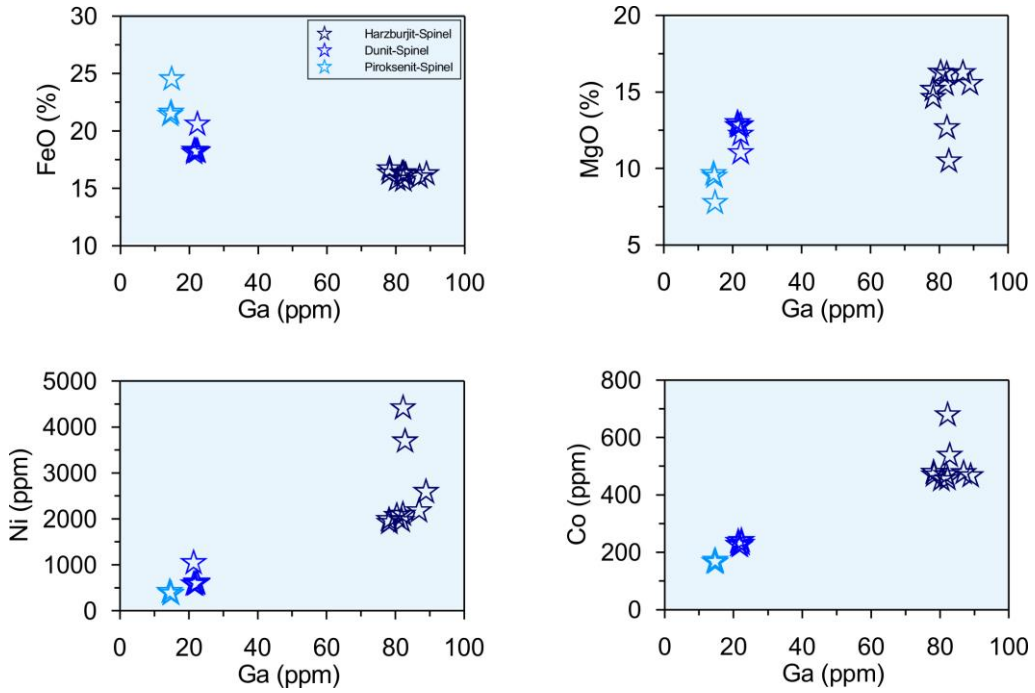 30
25
20
15
10
FeO (%)
Harzburjit-Spinel
Dunit-Spinel
Piroksenit-Spinel
0 20 40 60 80 100
Ga (ppm)
20
15
10
5
MgO (%)
0 20 40 60 80 100
Ga (ppm)
5000
4000
3000
2000
1000
0
Ni (ppm)
0 20 40 60 80 100
Ga (ppm)
800
600
400
200
0
Co (ppm)
0 20 40 60 80 100
Ga (ppm)